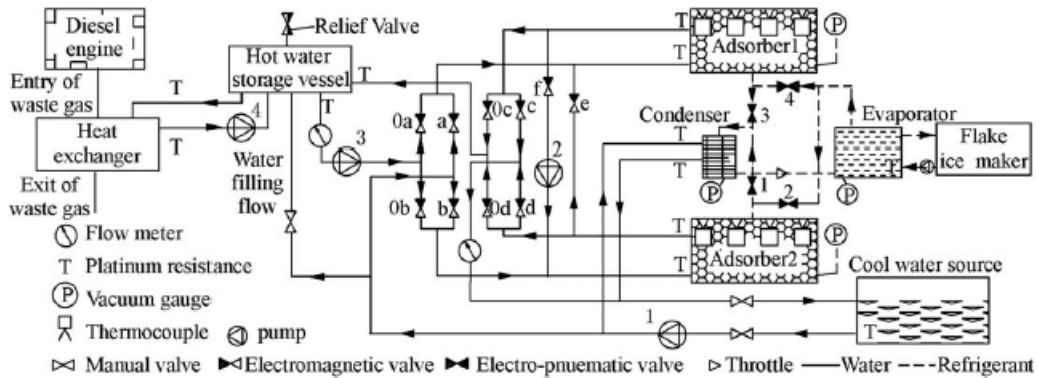 Diesel
engine
Relief Valve
Hot water
storage vessel
Entry of
waste gas
T
T
T
T
T
4
Heat
exchanger
Exit of
waste gas
Water
filling
flow
3
0a
a
0c
c
0b
b
0d
d
f
e
2
T
T
Adsorber1
P
4
3
Condenser
T
T
P
1
2
Evaporator
T
P
Flake
ice maker
T
T
Adsorber2
P
Cool water source
T
1
Flow meter
T Platinum resistance
P Vacuum gauge
Thermocouple pump
Manual valve Electromagnetic valve Electro-pnuematic valve Throttle Water Refrigerant